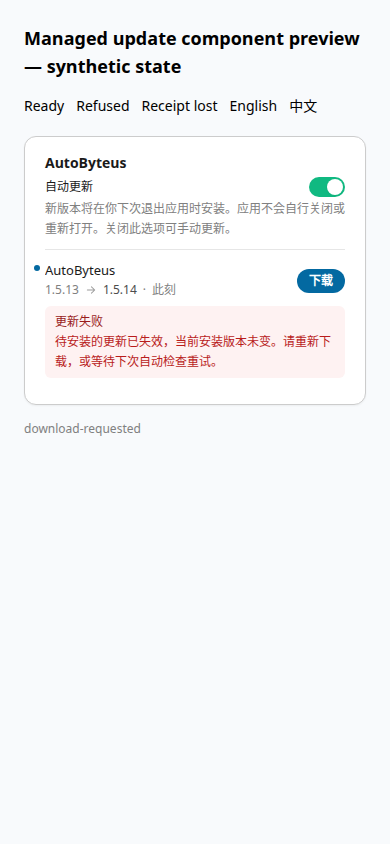 Managed update component preview
— synthetic state
Ready Refused Receipt lost English 中文
AutoByteus
自动更新
新版本将在你下次退出应用时安装。应用不会自行关闭或
重新打开。关闭此选项可手动更新。
AutoByteus
1.5.13 → 1.5.14 · 此刻
下载
更新失败
待安装的更新已失效，当前安装版本未变。请重新下
载，或等待下次自动检查重试。
download-requested